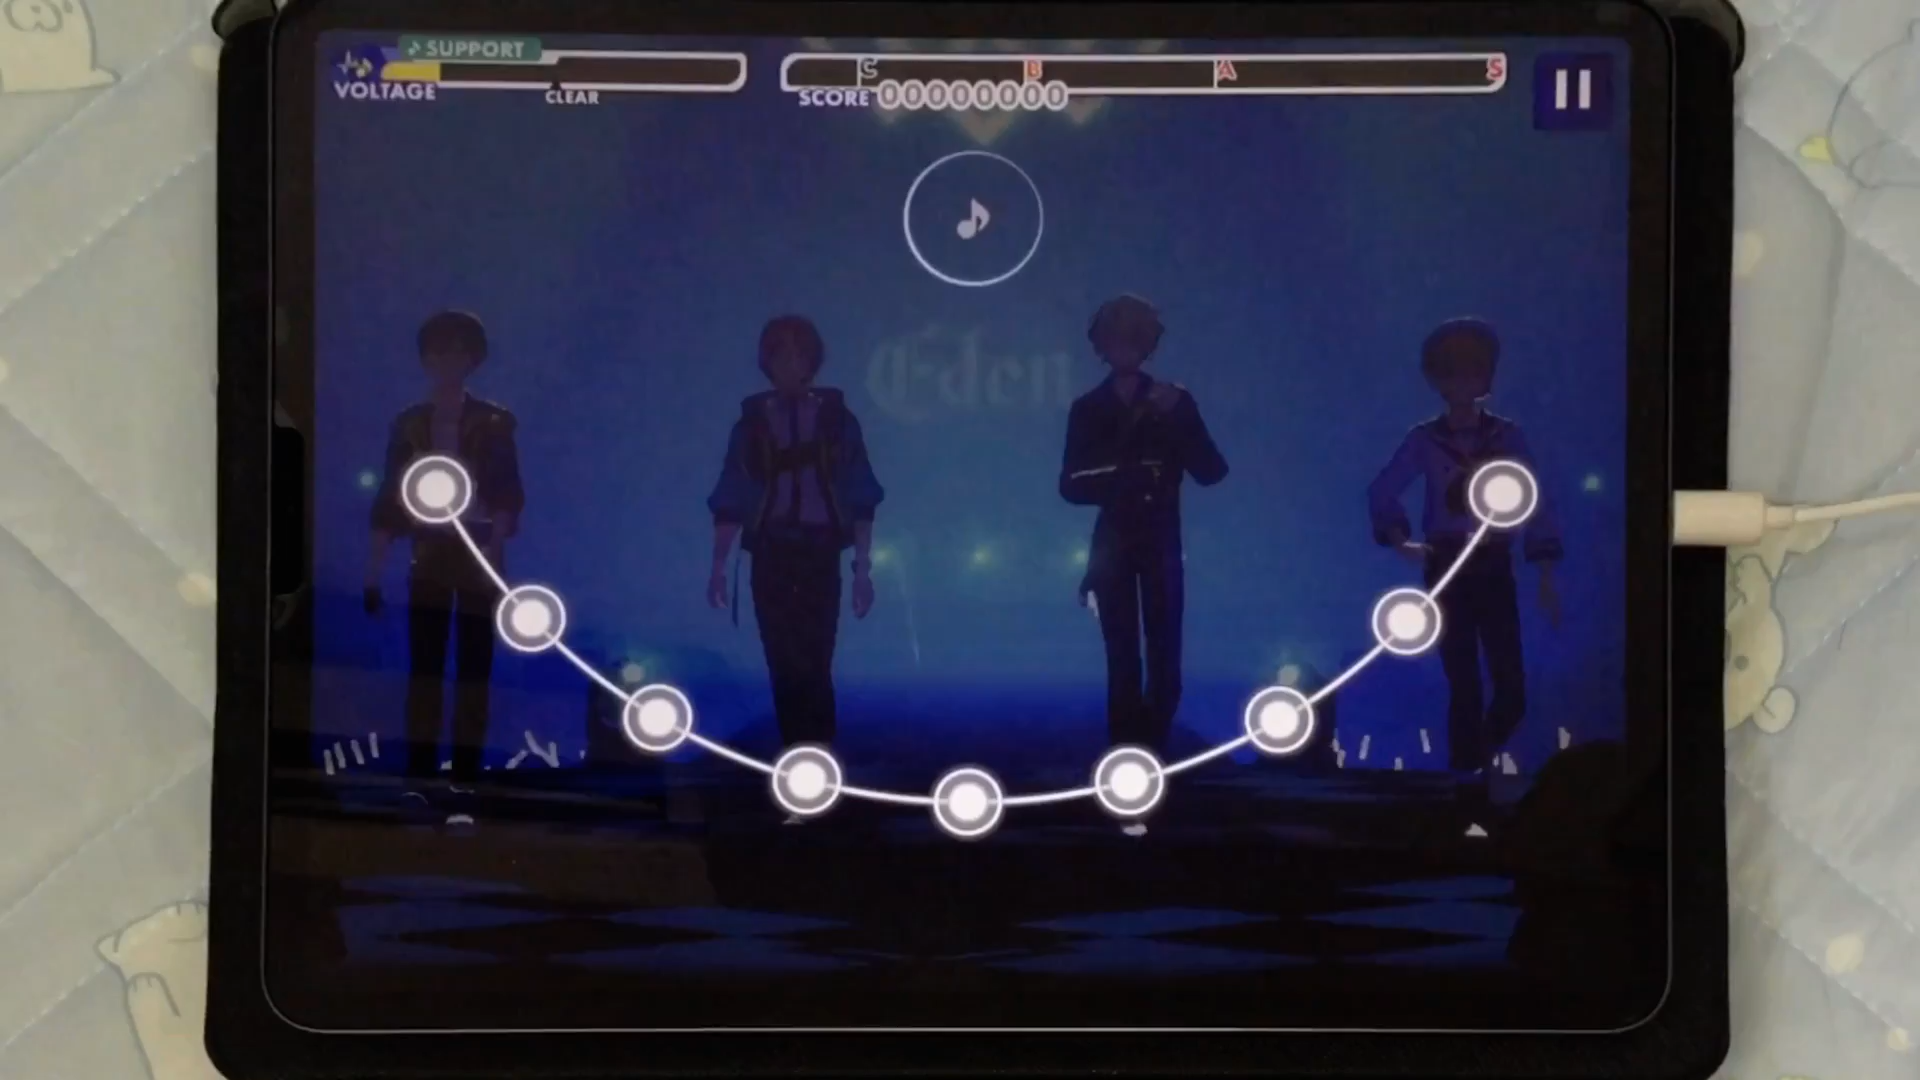 SUPPORT
VOLTAGE
CLEAR
C B A S
SCORE 00000000
Eden